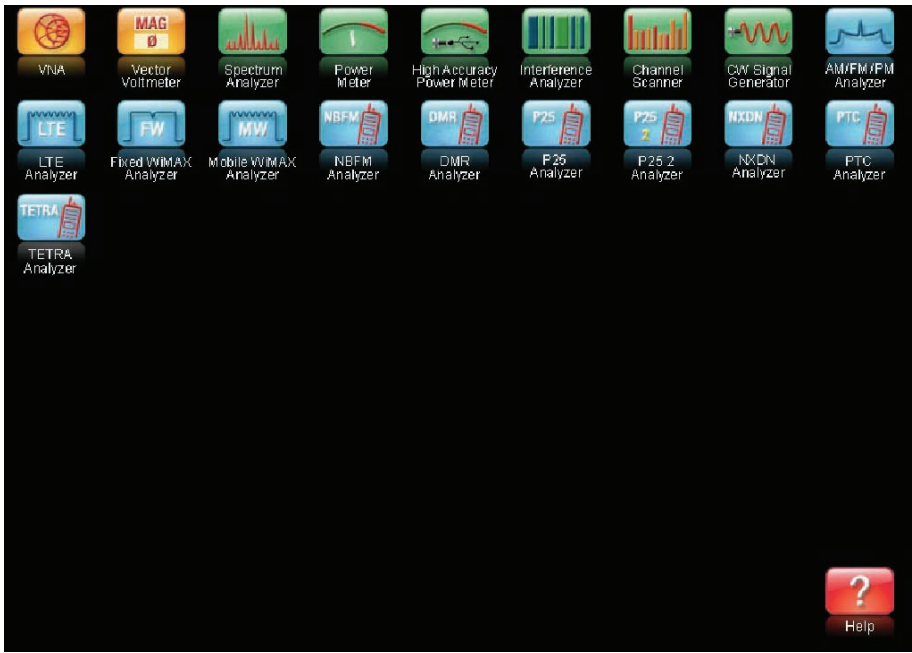 MAG
Ø
VNA
Vector
Voltmeter
Spectrum
Analyzer
Power
Meter
High Accuracy
Power Meter
Interference
Analyzer
Channel
Scanner
CW Signal
Generator
AM/FM/PM
Analyzer
LTE
LTE
Analyzer
FW
Fixed WiMAX
Analyzer
MW
Mobile WiMAX
Analyzer
NBFM
NBFM
Analyzer
DMR
DMR
Analyzer
P25
P25
Analyzer
P25
2
P25 2
Analyzer
NXDN
NXDN
Analyzer
PTC
PTC
Analyzer
TETRA
TETRA
Analyzer
?
Help